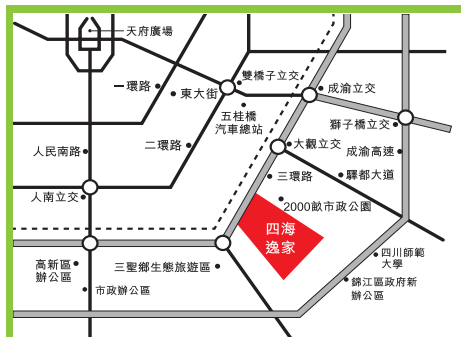 天府廣場
雙橋子立交
一環路
東大街
成渝立交
五桂橋
汽車總站
獅子橋立交
人民南路
二環路
大觀立交
成渝高速
三環路
驛都大道
人南立交
2000畝市政公園
四海
逸家
高新區
辦公區
三聖鄉生態旅遊區
四川師範
大學
市政辦公區
錦江區政府新
辦公區